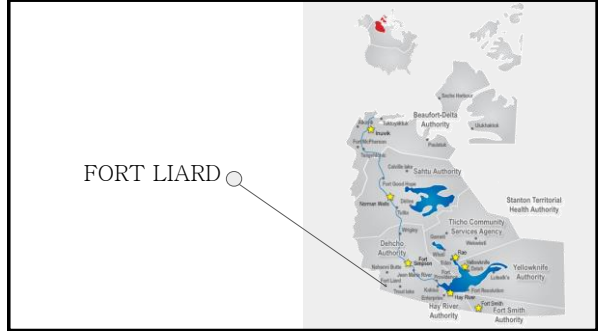 FORT LIARD
Sachs Harbour
Beaufort-Delta
Authority
Aklavik
Tuktoyaktuk
Ulukhaktok
Inuvik
Fort McPherson
Paulatuk
Tsiigehtchic
Colville lake
Sahtu Authority
Fort Good Hope
Norman Wells
Deline
Tulita
Stanton Territorial
Health Authority
Tlicho Community
Services Agency
Wrigley
Gameti
Wekweeti
Dehcho
Authority
Whati
Rae
Fort
Simpson
Yellowknife
Dettah
Yellowknife
Authority
Nahanni Butte
Jean Marie River
Fort
Providence
Lutselk'e
Fort Liard
Trout lake
Kakisa
Fort Resolution
Enterprise
Hay River
Fort Smith
Hay River
Authority
Fort Smith
Authority